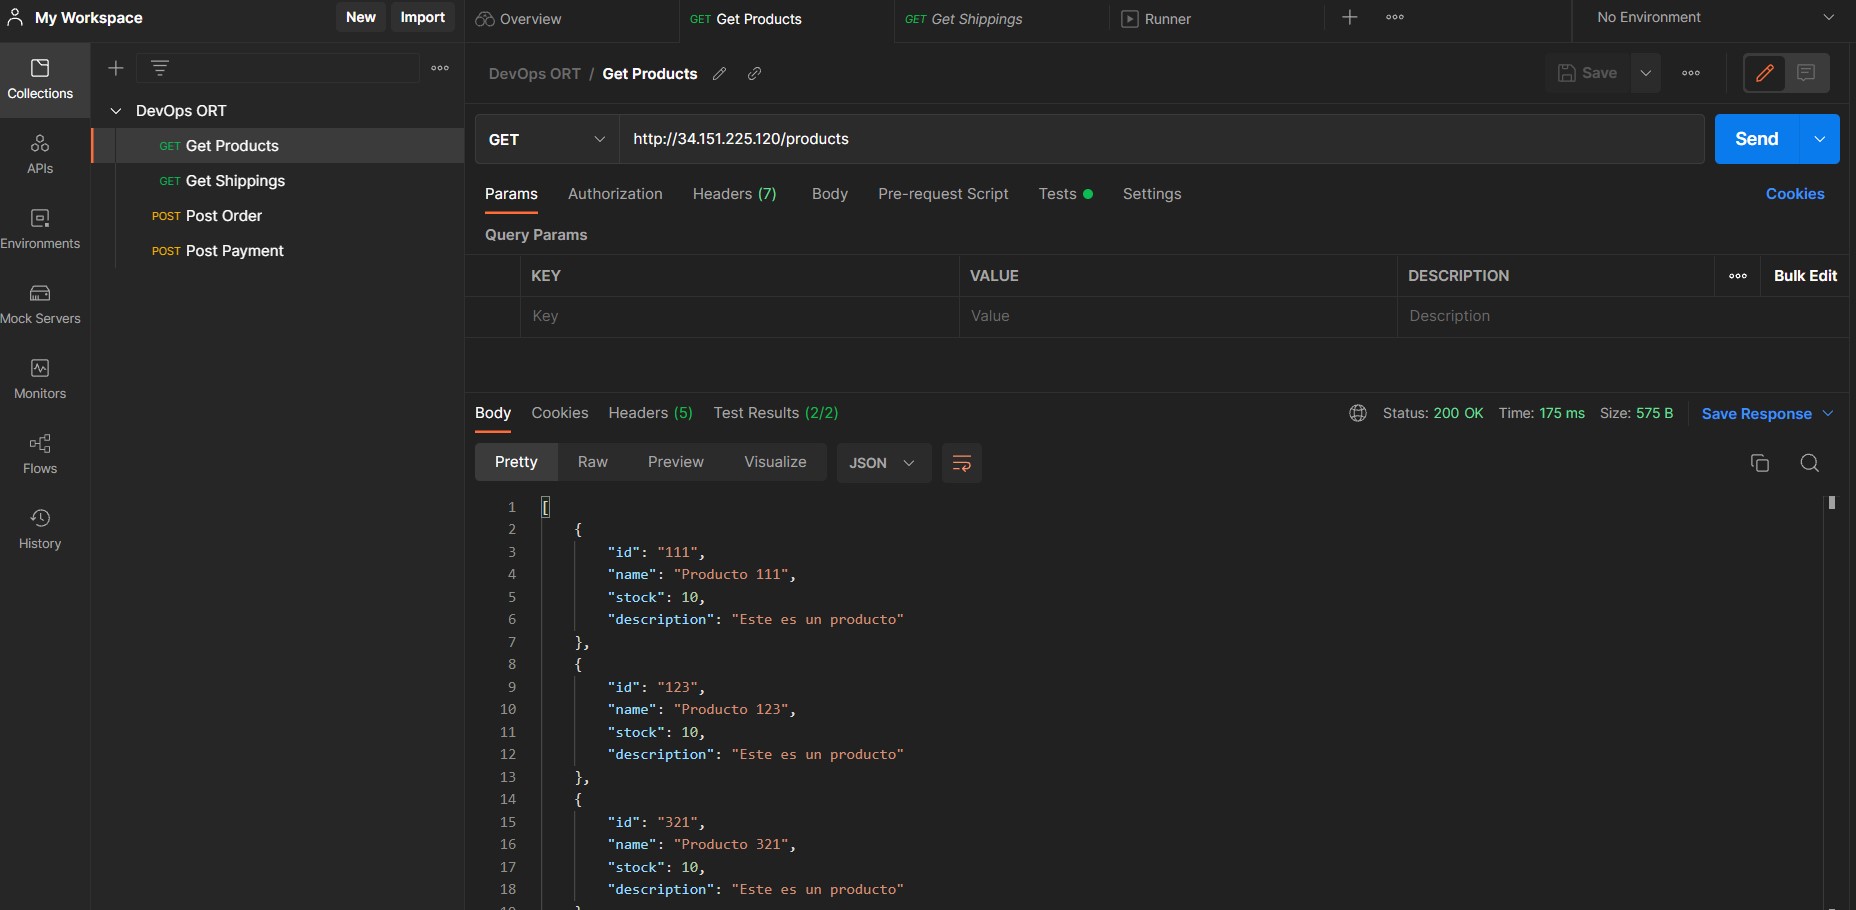 My Workspace
New
Import
Overview
GET Get Products
GET Get Shippings
Runner
No Environment
Collections
APIs
Environments
Mock Servers
Monitors
Flows
History
DevOps ORT
GET Get Products
GET Get Shippings
POST Post Order
POST Post Payment
DevOps ORT / Get Products
Save
GET
http://34.151.225.120/products
Send
Params Authorization Headers (7) Body Pre-request Script Tests Settings Cookies
Query Params
KEY VALUE DESCRIPTION Bulk Edit
Key Value Description
Body Cookies Headers (5) Test Results (2/2) Status: 200 OK Time: 175 ms Size: 575 B Save Response
Pretty Raw Preview Visualize JSON
1 [
2 {
3 "id": "111",
4 "name": "Producto 111",
5 "stock": 10,
6 "description": "Este es un producto"
7 },
8 {
9 "id": "123",
10 "name": "Producto 123",
11 "stock": 10,
12 "description": "Este es un producto"
13 },
14 {
15 "id": "321",
16 "name": "Producto 321",
17 "stock": 10,
18 "description": "Este es un producto"